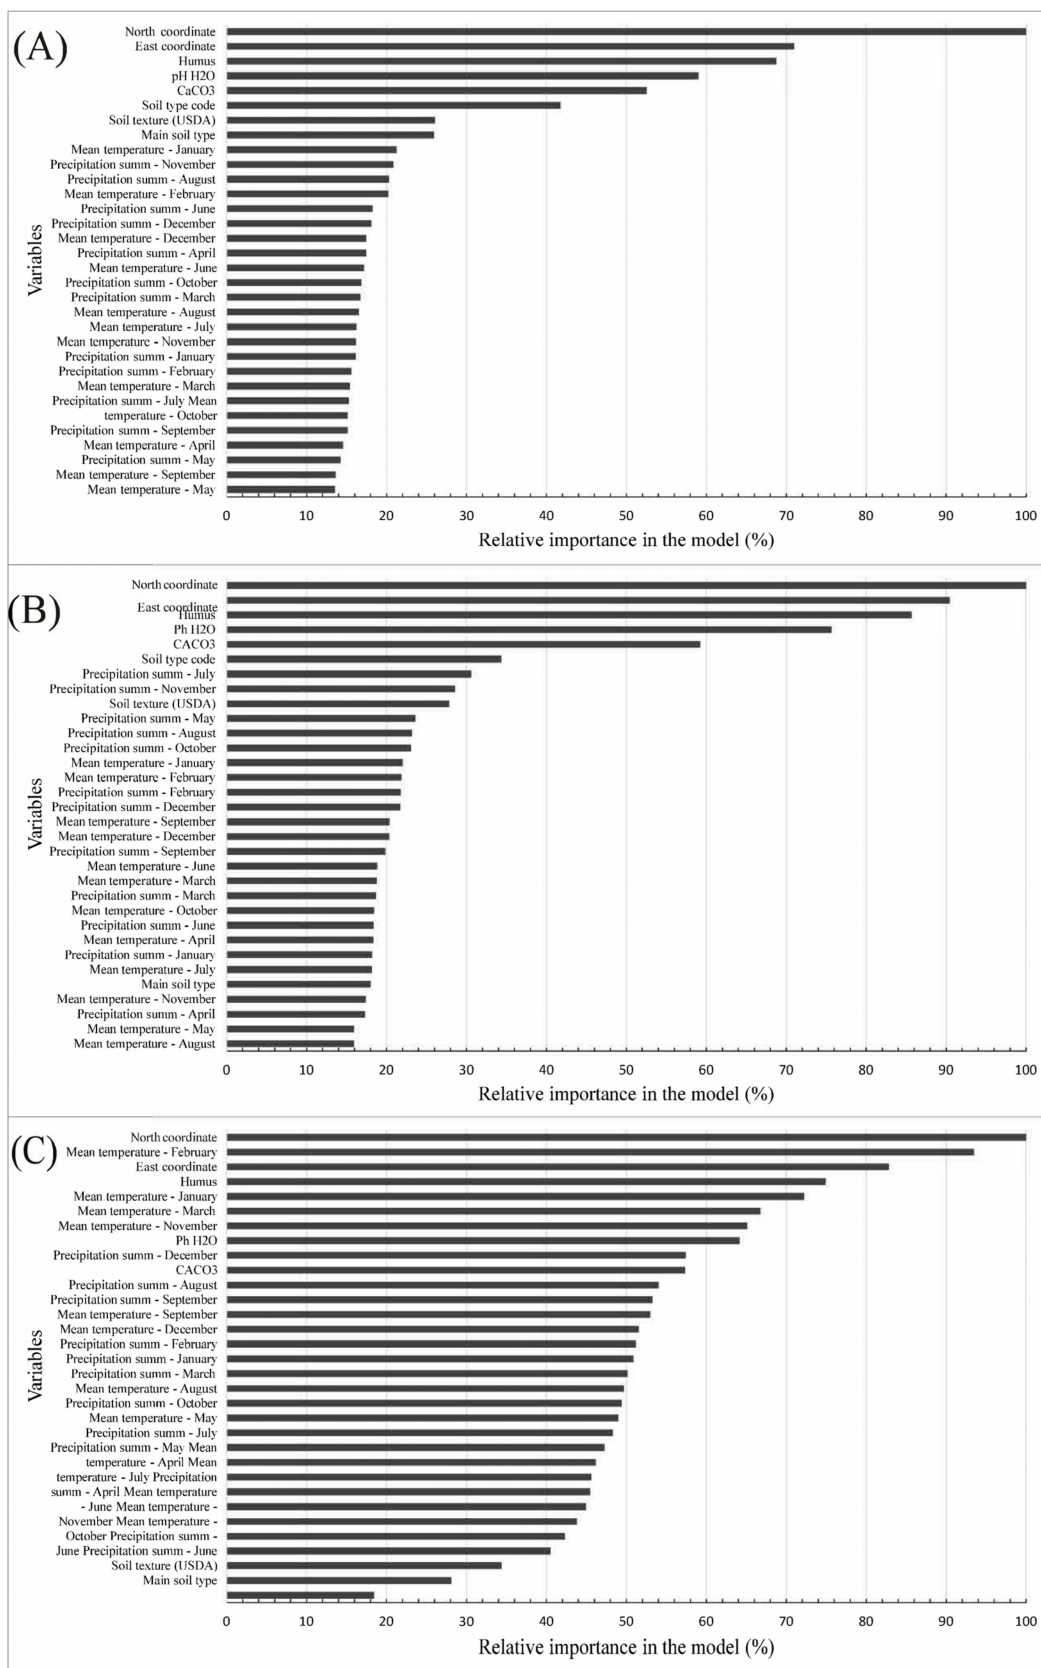 (A)
Variables
North coordinate
East coordinate
Humus
pH H2O
CaCO3
Soil type code
Soil texture (USDA)
Main soil type
Mean temperature - January
Precipitation summ - November
Precipitation summ - August
Mean temperature - February
Precipitation summ - June
Precipitation summ - December
Mean temperature - December
Precipitation summ - April
Mean temperature - June
Precipitation summ - October
Precipitation summ - March
Mean temperature - August
Mean temperature - July
Mean temperature - November
Precipitation summ - January
Precipitation summ - February
Mean temperature - March
Precipitation summ - July Mean
temperature - October
Precipitation summ - September
Mean temperature - April
Precipitation summ - May
Mean temperature - September
Mean temperature - May
0 10 20 30 40 50 60 70 80 90 100
Relative importance in the model (%)
(B)
Variables
North coordinate
East coordinate
Humus
Ph H2O
CACO3
Soil type code
Precipitation summ - July
Precipitation summ - November
Soil texture (USDA)
Precipitation summ - May
Precipitation summ - August
Precipitation summ - October
Mean temperature - January
Mean temperature - February
Precipitation summ - February
Precipitation summ - December
Mean temperature - September
Mean temperature - December
Precipitation summ - September
Mean temperature - June
Mean temperature - March
Precipitation summ - March
Mean temperature - October
Precipitation summ - June
Mean temperature - April
Precipitation summ - January
Mean temperature - July
Main soil type
Mean temperature - November
Precipitation summ - April
Mean temperature - May
Mean temperature - August
0 10 20 30 40 50 60 70 80 90 100
Relative importance in the model (%)
(C)
Variables
North coordinate
Mean temperature - February
East coordinate
Humus
Mean temperature - January
Mean temperature - March
Mean temperature - November
Ph H2O
Precipitation summ - December
CACO3
Precipitation summ - August
Precipitation summ - September
Mean temperature - September
Mean temperature - December
Precipitation summ - February
Precipitation summ - January
Precipitation summ - March
Mean temperature - August
Precipitation summ - October
Mean temperature - May
Precipitation summ - July
Precipitation summ - May Mean
temperature - April Mean
temperature - July Precipitation
summ - April Mean temperature
- June Mean temperature -
November Mean temperature -
October Precipitation summ -
June Precipitation summ - June
Soil texture (USDA)
Main soil type
0 10 20 30 40 50 60 70 80 90 100
Relative importance in the model (%)